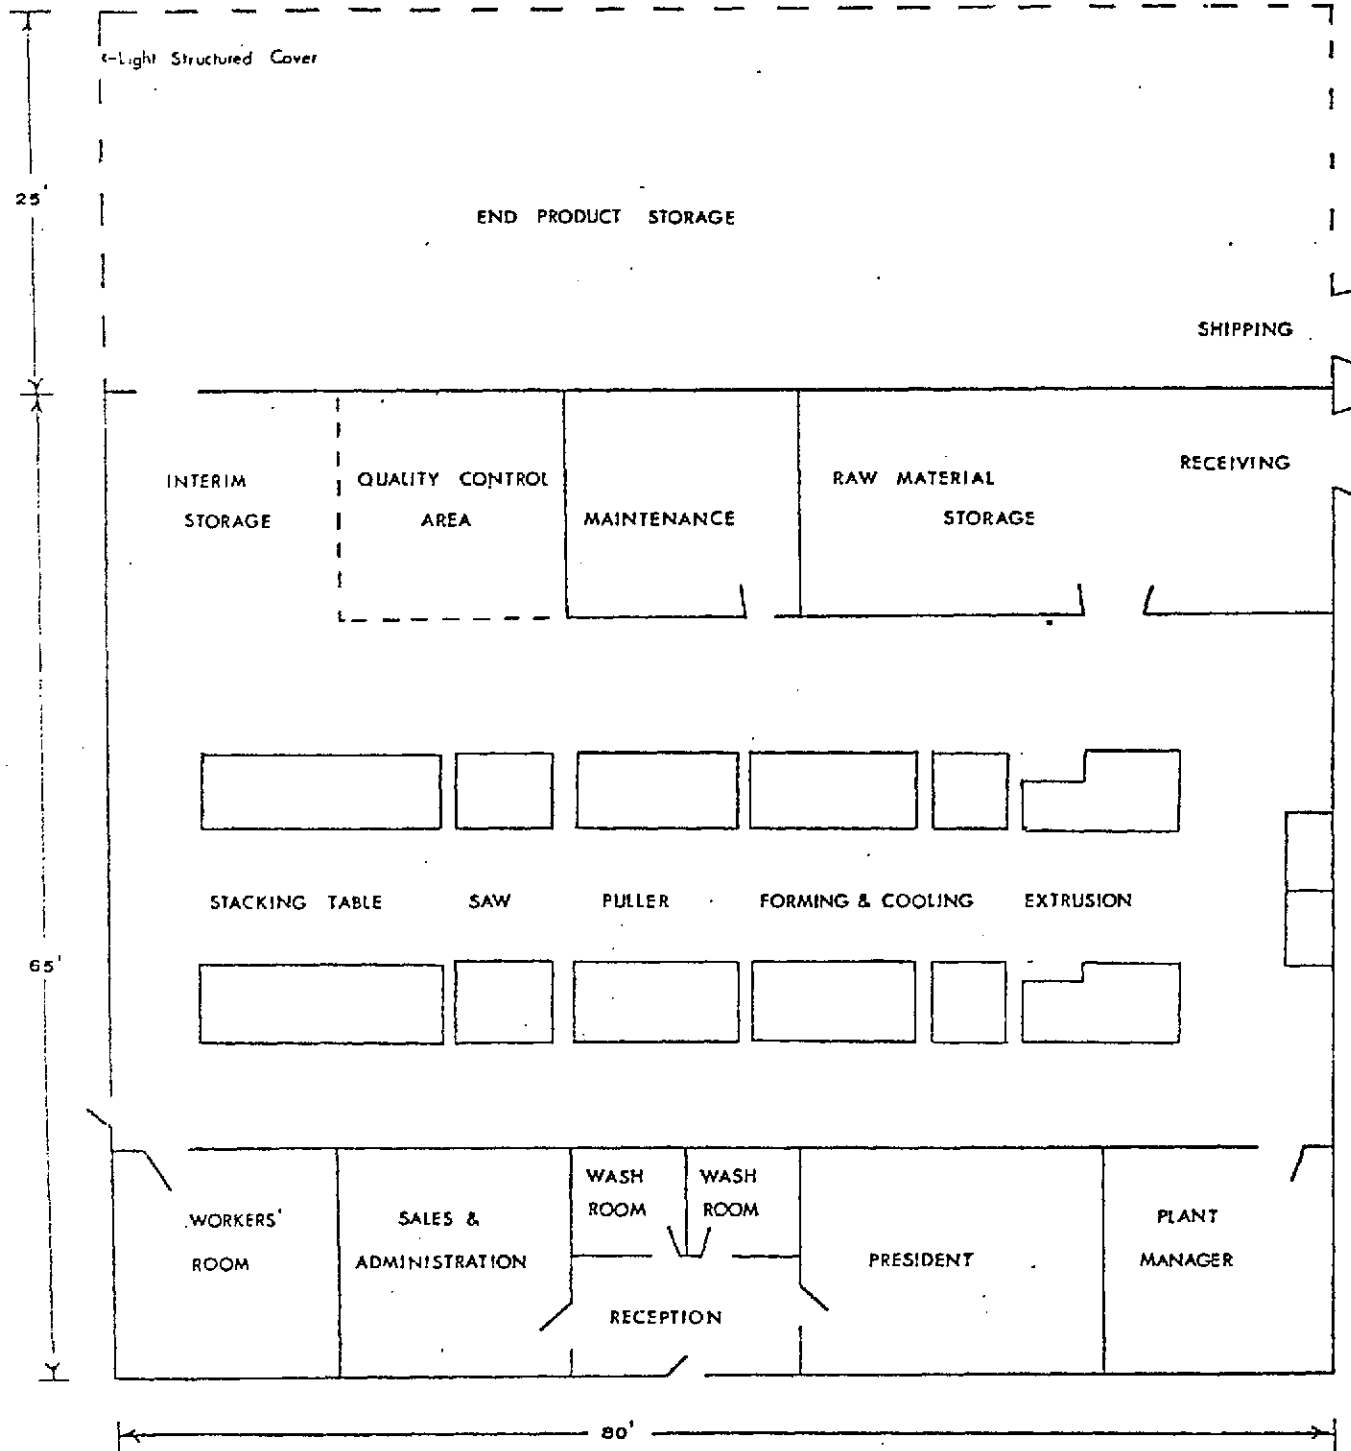 Light Structured Cover
25'
END PRODUCT STORAGE
SHIPPING
RECEIVING
INTERIM
STORAGE
QUALITY CONTROL
AREA
MAINTENANCE
RAW MATERIAL
STORAGE
STACKING TABLE
SAW
PULLER
FORMING & COOLING
EXTRUSION
65'
WORKERS'
ROOM
SALES &
ADMINISTRATION
WASH
ROOM
WASH
ROOM
RECEPTION
PRESIDENT
PLANT
MANAGER
80'